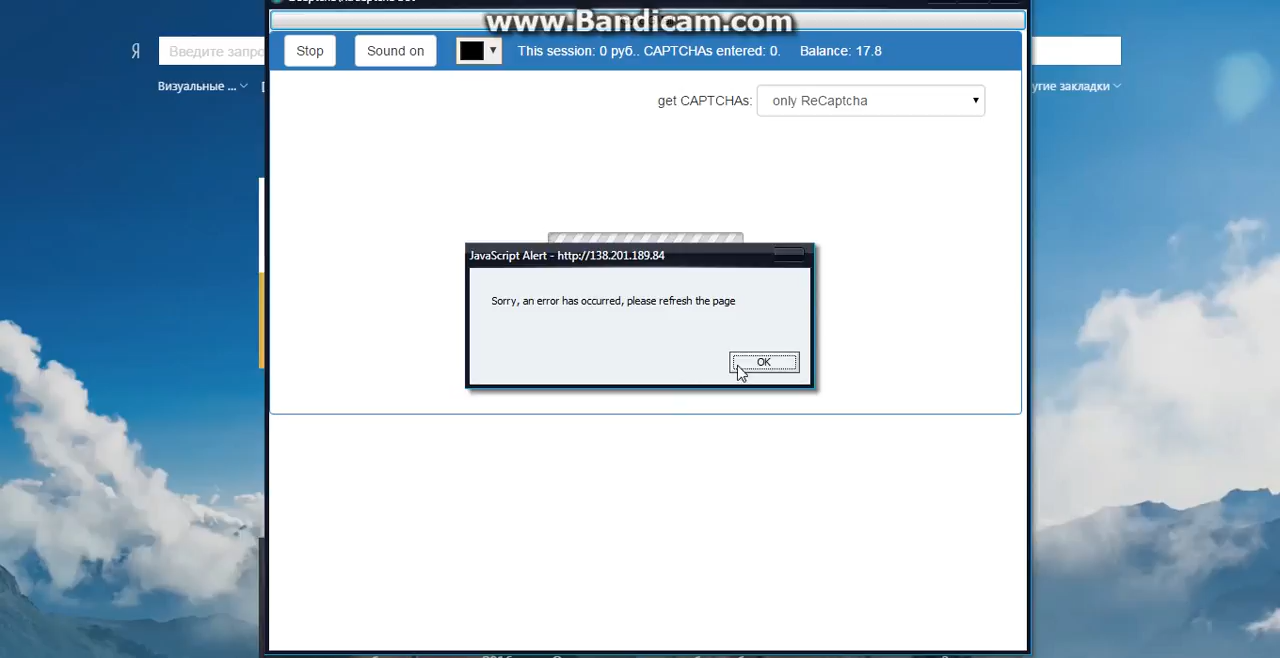 www.Bandicam.com
Я
Введите запро
Stop
Sound on
This session: 0 руб.. CAPTCHAs entered: 0.
Balance: 17.8
Визуальные ...
угие закладки
get CAPTCHAs:
only ReCaptcha
JavaScript Alert - http://138.201.189.84
Sorry, an error has occurred, please refresh the page
OK